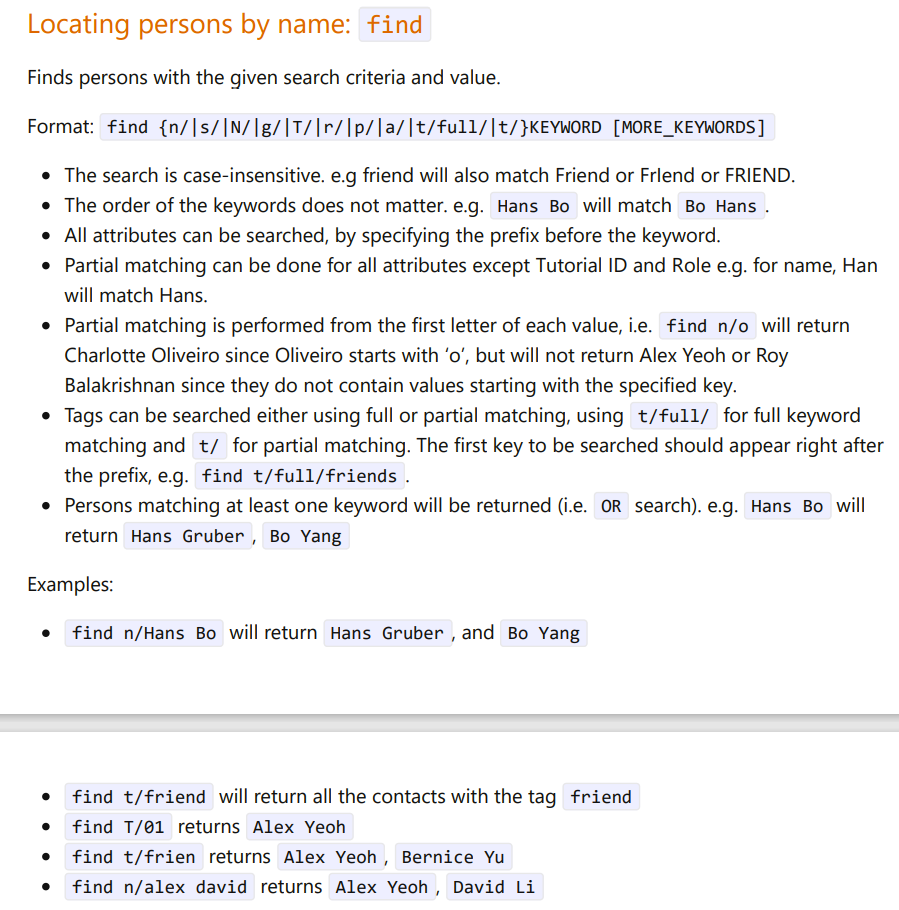 Locating persons by name: find
Finds persons with the given search criteria and value.
Format: find {n/|s/|N/|g/|T/|r/|p/|a/|t/full/|t/}KEYWORD [MORE_KEYWORDS]
• The search is case-insensitive. e.g friend will also match Friend or FrIend or FRIEND.
• The order of the keywords does not matter. e.g. Hans Bo will match Bo Hans .
• All attributes can be searched, by specifying the prefix before the keyword.
• Partial matching can be done for all attributes except Tutorial ID and Role e.g. for name, Han
will match Hans.
• Partial matching is performed from the first letter of each value, i.e. find n/o will return
Charlotte Oliveiro since Oliveiro starts with ‘o’, but will not return Alex Yeoh or Roy
Balakrishnan since they do not contain values starting with the specified key.
• Tags can be searched either using full or partial matching, using t/full/ for full keyword
matching and t/ for partial matching. The first key to be searched should appear right after
the prefix, e.g. find t/full/friends .
• Persons matching at least one keyword will be returned (i.e. OR search). e.g. Hans Bo will
return Hans Gruber , Bo Yang
Examples:
• find n/Hans Bo will return Hans Gruber , and Bo Yang
• find t/friend will return all the contacts with the tag friend
• find T/01 returns Alex Yeoh
• find t/frien returns Alex Yeoh , Bernice Yu
• find n/alex david returns Alex Yeoh , David Li